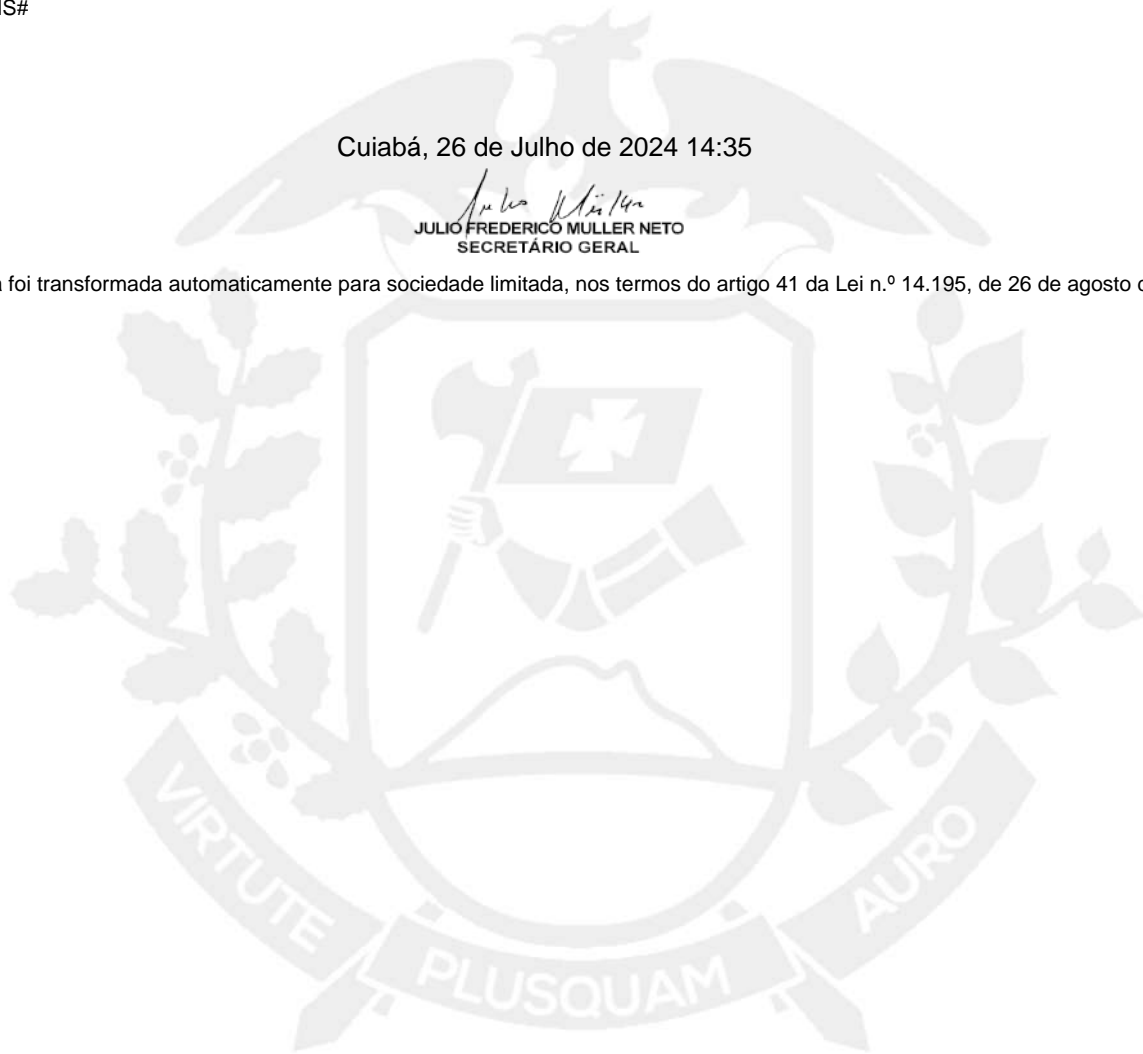 IS#
Cuiabá, 26 de Julho de 2024 14:35
JULIO FREDERICO MULLER NETO
SECRETÁRIO GERAL
foi transformada automaticamente para sociedade limitada, nos termos do artigo 41 da Lei n.º 14.195, de 26 de agosto
VIRTUTE PLUSQUAM AURO